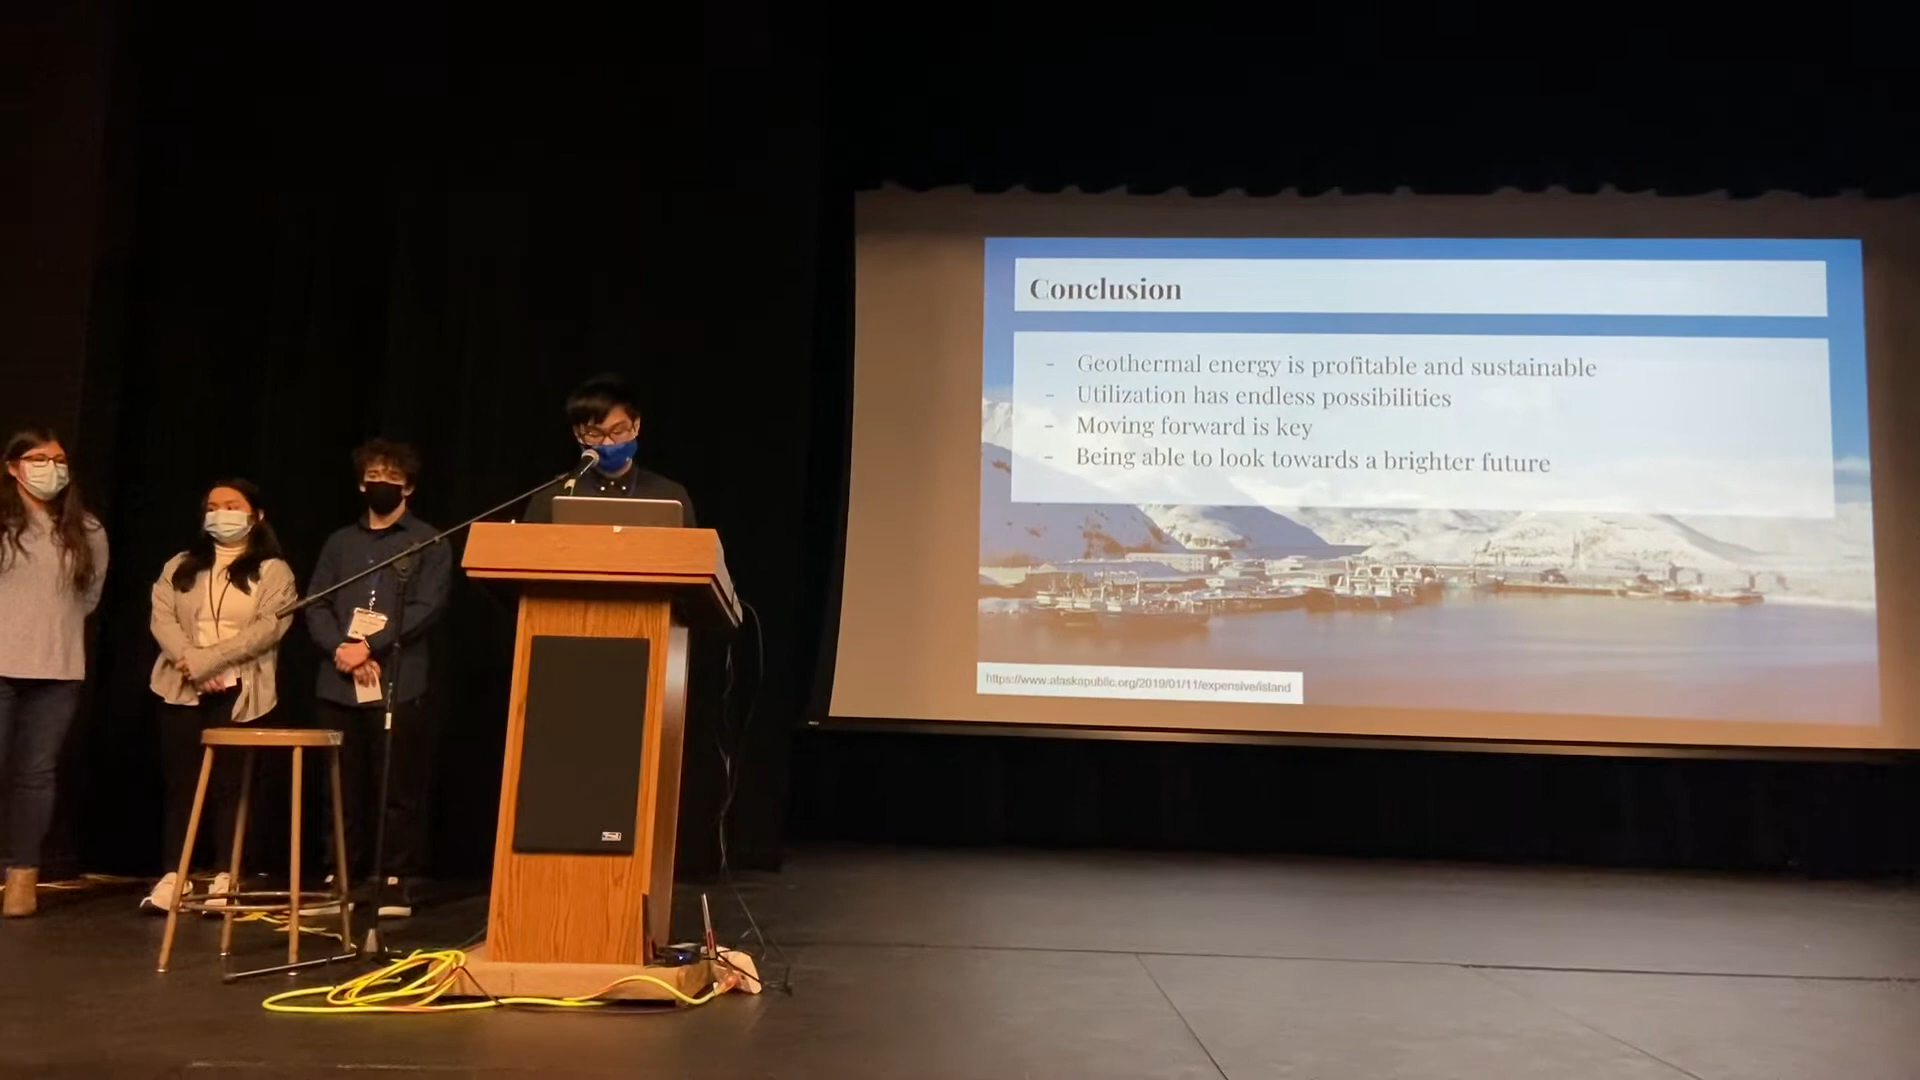 Conclusion
- Geothermal energy is profitable and sustainable
- Utilization has endless possibilities
- Moving forward is key
- Being able to look towards a brighter future
https://www.alaskapublic.org/2019/01/11/expensive/island